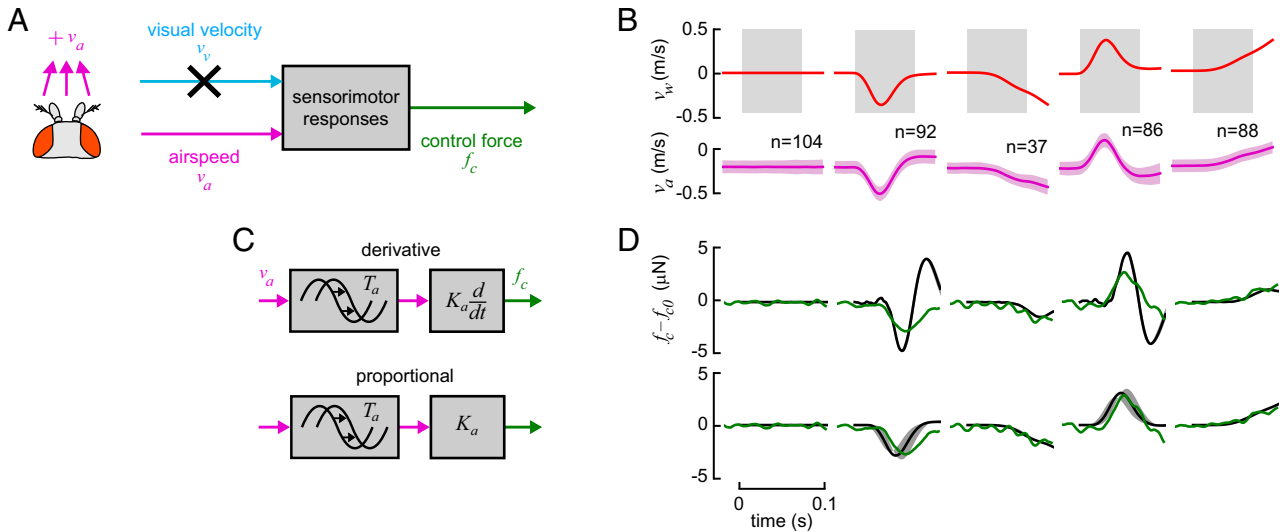 A
+ v_a
visual velocity
v_v
airspeed
v_a
sensorimotor
responses
control force
f_c
B
v_w (m/s)
0.5
0
-0.5
v_a (m/s)
0
-0.5
n=104
n=92
n=37
n=86
n=88
C
derivative
v_a
T_a
K_a d/dt
f_c
proportional
T_a
K_a
D
f_c – f_c0 (μN)
5
0
-5
5
0
-5
0
0.1
time (s)